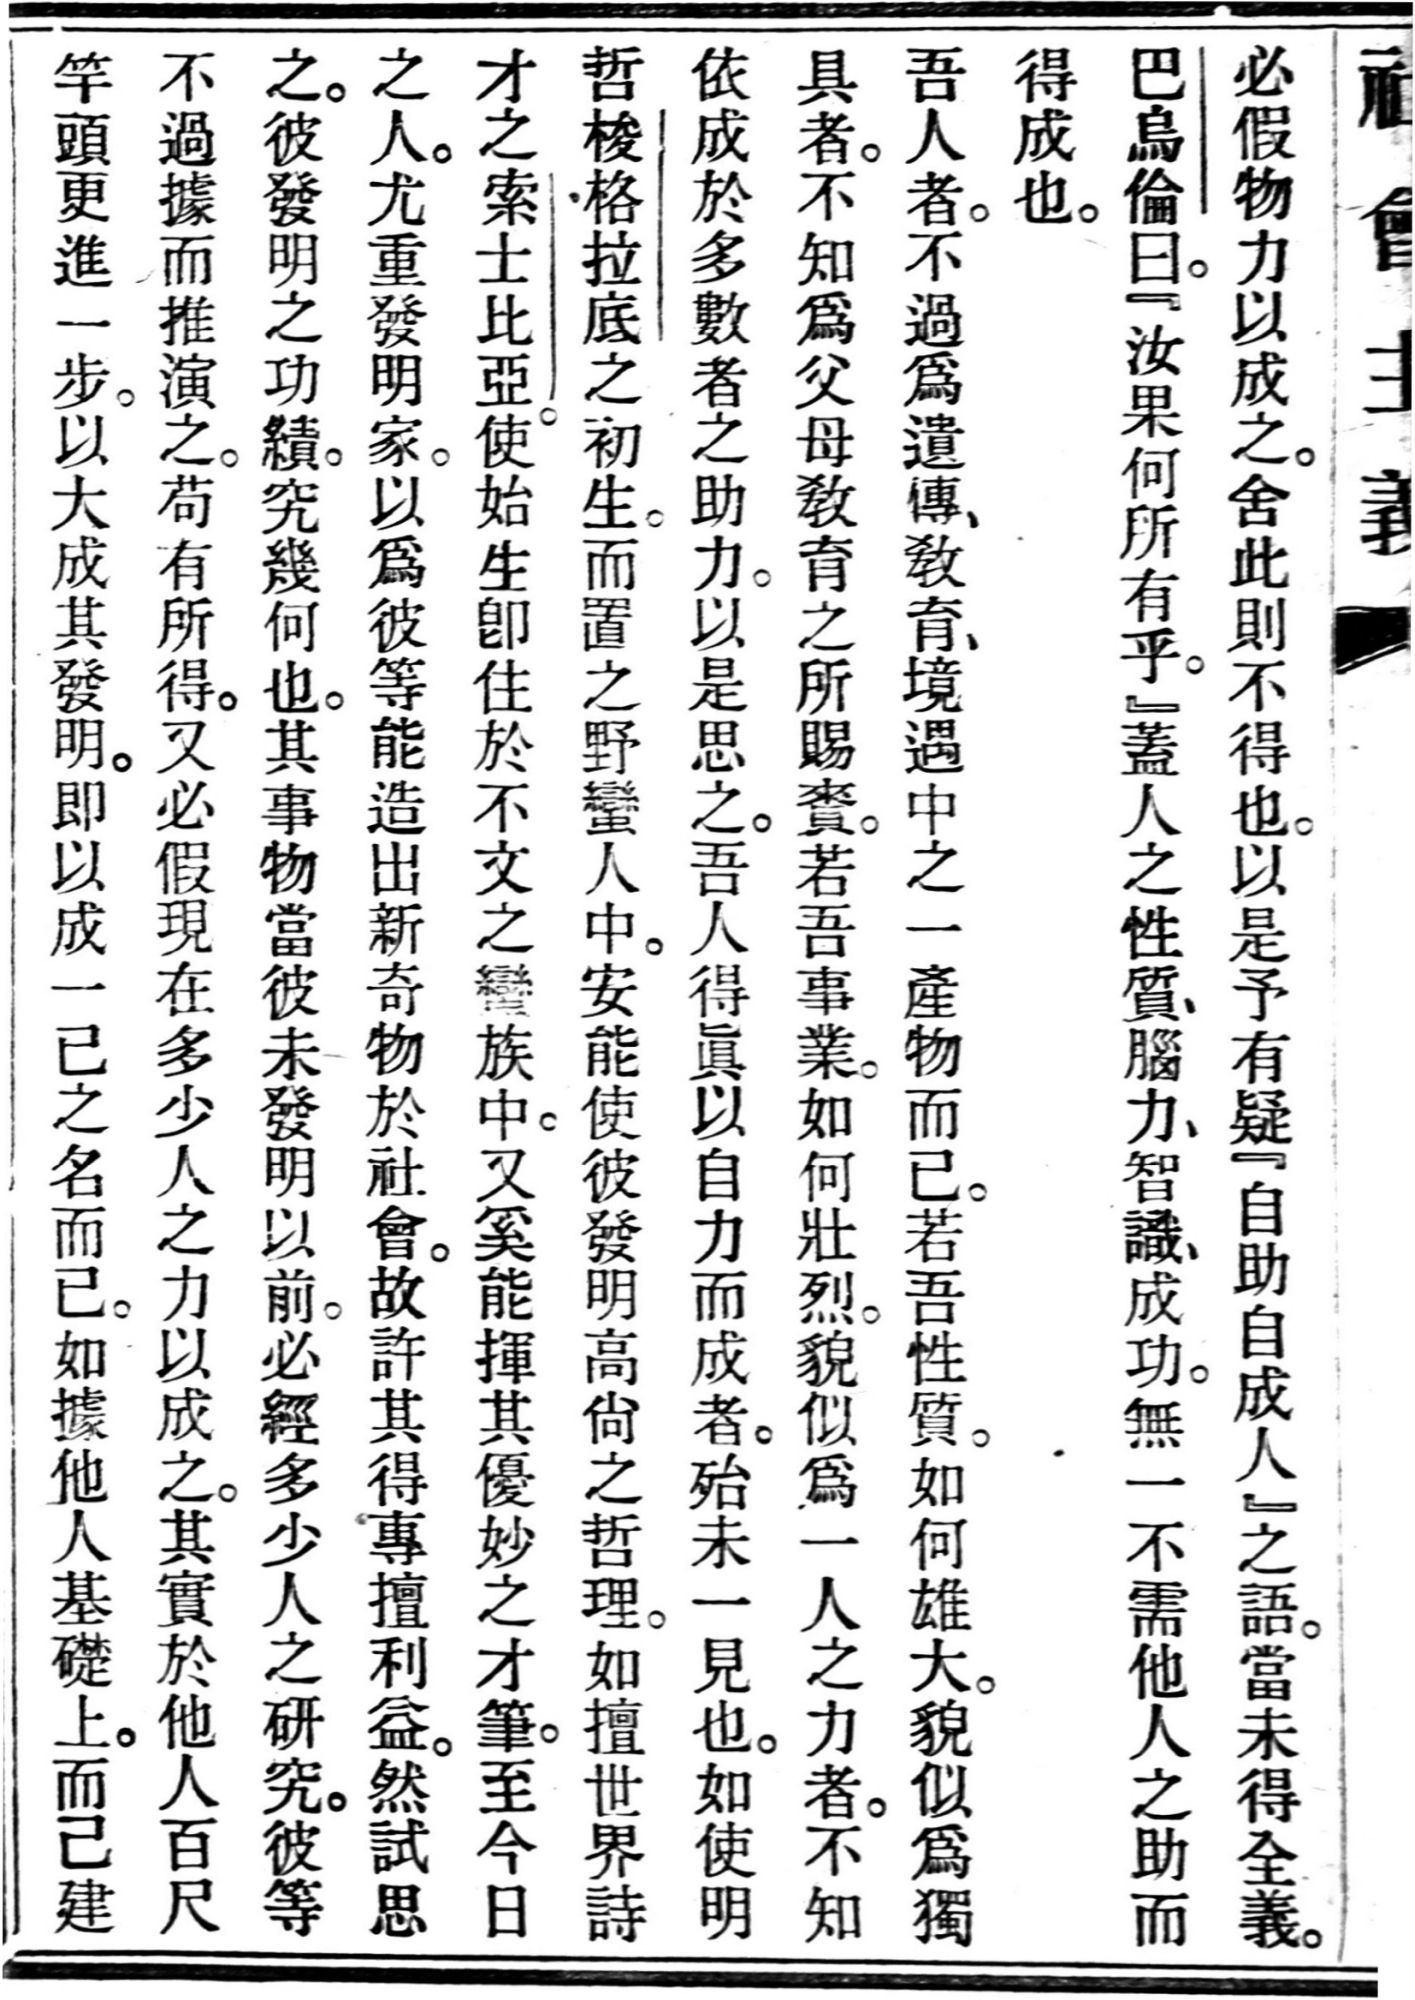 社會主義
必假物力以成之。舍此則不得也。以是予有疑『自助自成人』之語。當未得全義。
巴烏倫曰。『汝果何所有乎。』蓋人之性質、腦力、智識、成功。無一不需他人之助而
得成也。
吾人者。不過爲遺傳、敎育、境遇中之一產物而已。若吾性質。如何雄大。貌似爲獨
具者。不知爲父母敎育之所賜賚。若吾事業。如何壯烈。貌似爲一人之力者。不知
依成於多數者之助力。以是思之。吾人得眞以自力而成者。殆未一見也。如使明
哲梭格拉底之初生。而置之野蠻人中。安能使彼發明高尙之哲理。如擅世界詩
才之索士比亞。使始生卽住於不文之蠻族中。又奚能揮其優妙之才筆。至今日
之人。尤重發明家。以爲彼等能造出新奇物於社會。故許其得專擅利益。然試思
之。彼發明之功績。究幾何也。其事物當彼未發明以前。必經多少人之研究。彼等
不過據而推演之。苟有所得。又必假現在多少人之力以成之。其實於他人百尺
竿頭更進一步。以大成其發明。即以成一己之名而已。如據他人基礎上。而己建